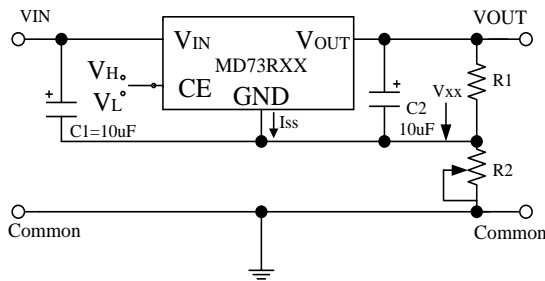 VIN
VOUT
VIN
VOUT
MD73RXX
VH
VL
CE
GND
Iss
C1=10uF
C2
10uF
Vxx
R1
R2
Common
Common